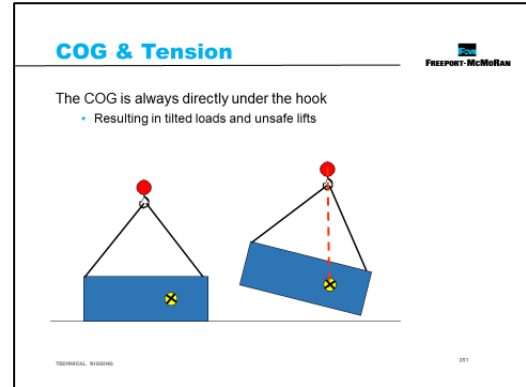 COG & Tension
FREEPORT-MCMORAN
The COG is always directly under the hook
• Resulting in tilted loads and unsafe lifts
TECHNICAL RIGGING
251